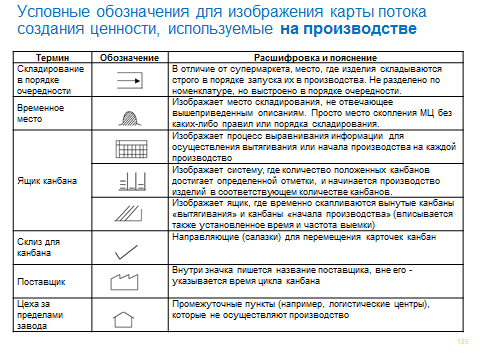 Условные обозначения для изображения карты потока
создания ценности, используемые на производстве
Термин Обозначение Расшифровка и пояснение
Складирование
в порядке
очередности
В отличие от супермаркета, место, где изделия складываются
строго в порядке запуска их в производство. Не разделено по
номенклатуре, но выстроено в порядке очередности.
Временное
место
Изображает место складирования, не отвечающее
вышеприведенным описаниям. Просто место скопления МЦ без
каких-либо правил или порядка складирования.
Ящик канбана
Изображает процесс выравнивания информации для
осуществления вытягивания или начала производства на каждой
производство
Изображает систему, где количество положенных канбанов
достигает определенной отметки, и начинается производство
изделий в соответствующем количестве канбанов.
Изображает ящик, где временно скапливаются вынутые канбаны
«вытягивания» и канбаны «начала производства» (вписывается
также установленное время и частота выемки)
Склиз для
канбана
Направляющие (салазки) для перемещения карточек канбан
Поставщик
Внутри значка пишется название поставщика, вне его -
указывается время цикла канбана
Цеха за
пределами
завода
Промежуточные пункты (например, логистические центры),
которые не осуществляют производство